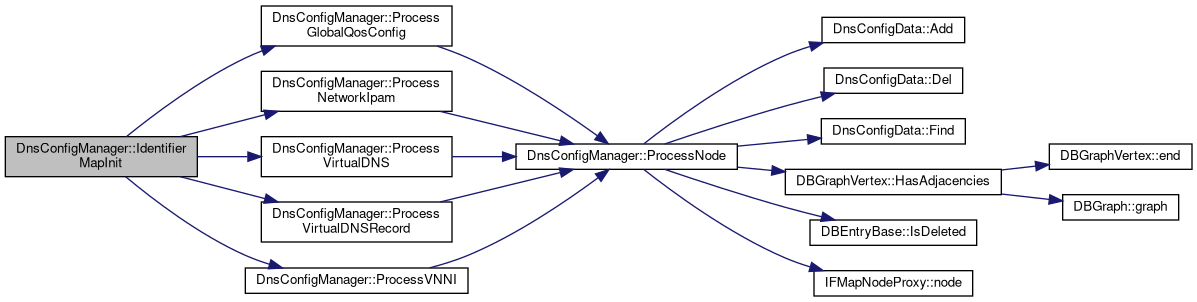 DnsConfigManager::Identifier
MapInit
DnsConfigManager::Process
GlobalQosConfig
DnsConfigManager::Process
NetworkIpam
DnsConfigManager::Process
VirtualDNS
DnsConfigManager::Process
VirtualDNSRecord
DnsConfigManager::ProcessVNNI
DnsConfigManager::ProcessNode
DnsConfigData::Add
DnsConfigData::Del
DnsConfigData::Find
DBGraphVertex::HasAdjacencies
DBEntryBase::IsDeleted
IFMapNodeProxy::node
DBGraphVertex::end
DBGraph::graph